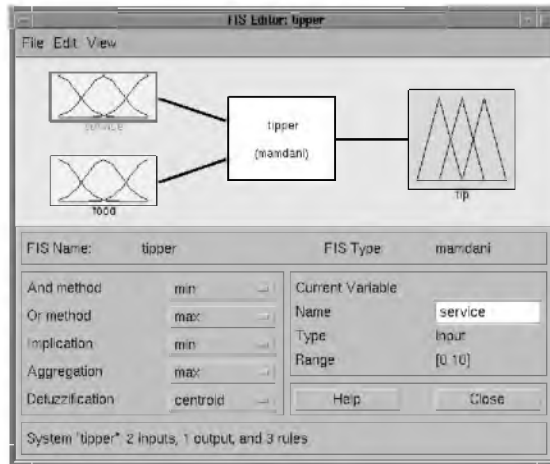 FIS Editor: tipper
File Edit View
service
food
tipper
(mamdani)
tip
FIS Name: tipper
FIS Type: mamdani
And method min
Or method max
Implication min
Aggregation max
Defuzzification centroid
Current Variable
Name service
Type input
Range [0 10]
Help Close
System "tipper": 2 inputs, 1 output, and 3 rules